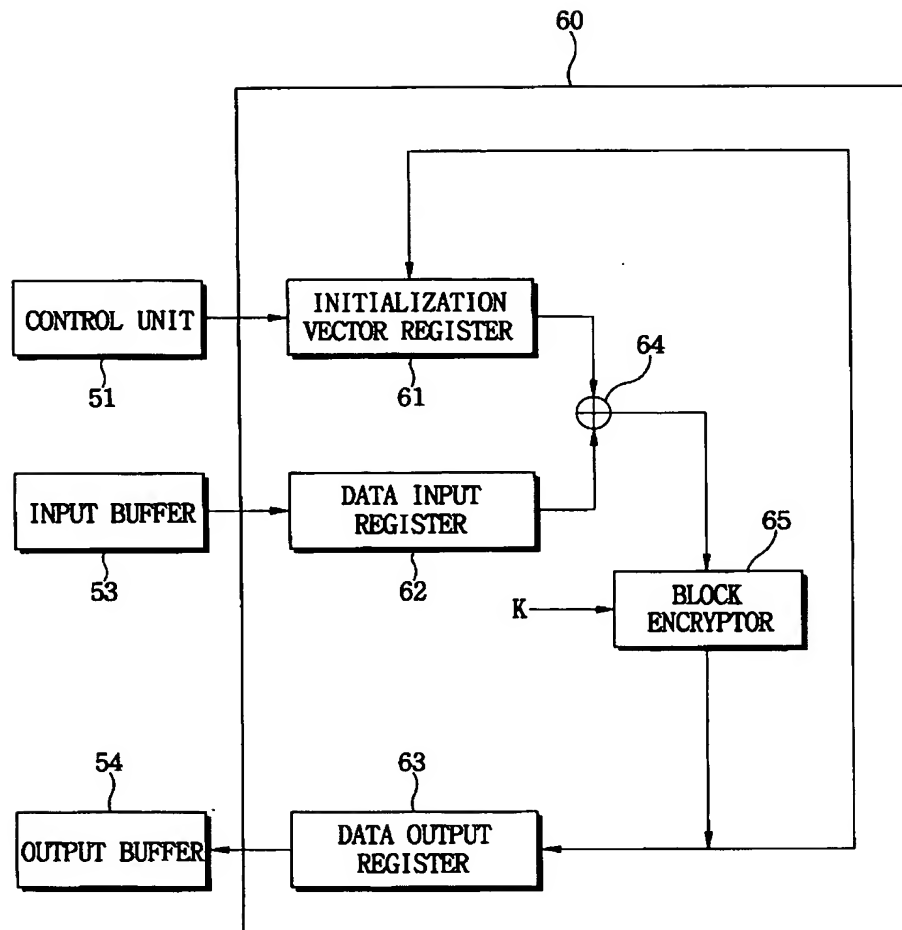 60
CONTROL UNIT
51
INITIALIZATION
VECTOR REGISTER
61
64
INPUT BUFFER
53
DATA INPUT
REGISTER
62
65
K
BLOCK
ENCRYPTOR
54
OUTPUT BUFFER
63
DATA OUTPUT
REGISTER